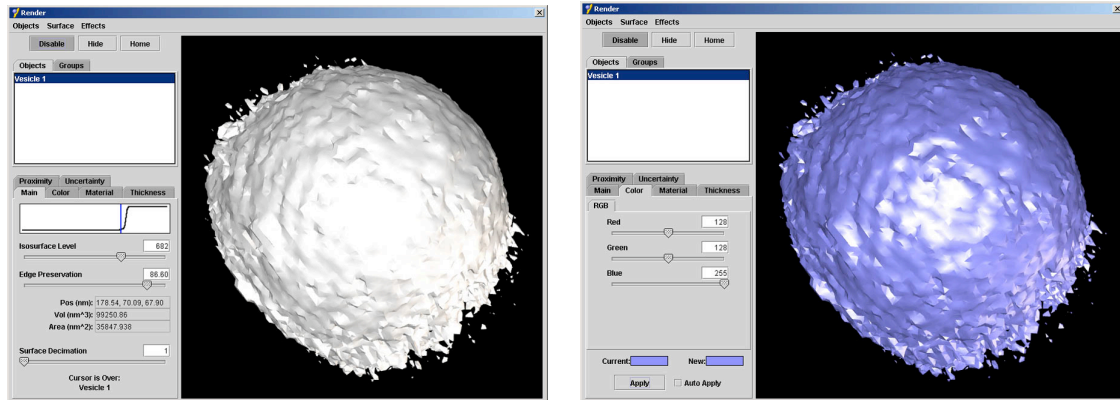 Render
Objects Surface Effects
Disable Hide Home
Objects Groups
Vesicle 1
Proximity Uncertainty
Main Color Material Thickness
Isosurface Level 682
Edge Preservation 86.60
Pos (nm): 178.54, 70.09, 67.90
Vol (nm^3): 99250.86
Area (nm^2): 35847.938
Surface Decimation 1
Cursor is Over:
Vesicle 1
Render
Objects Surface Effects
Disable Hide Home
Objects Groups
Vesicle 1
Proximity Uncertainty
Main Color Material Thickness
RGB
Red 128
Green 128
Blue 255
Current: New:
Apply Auto Apply